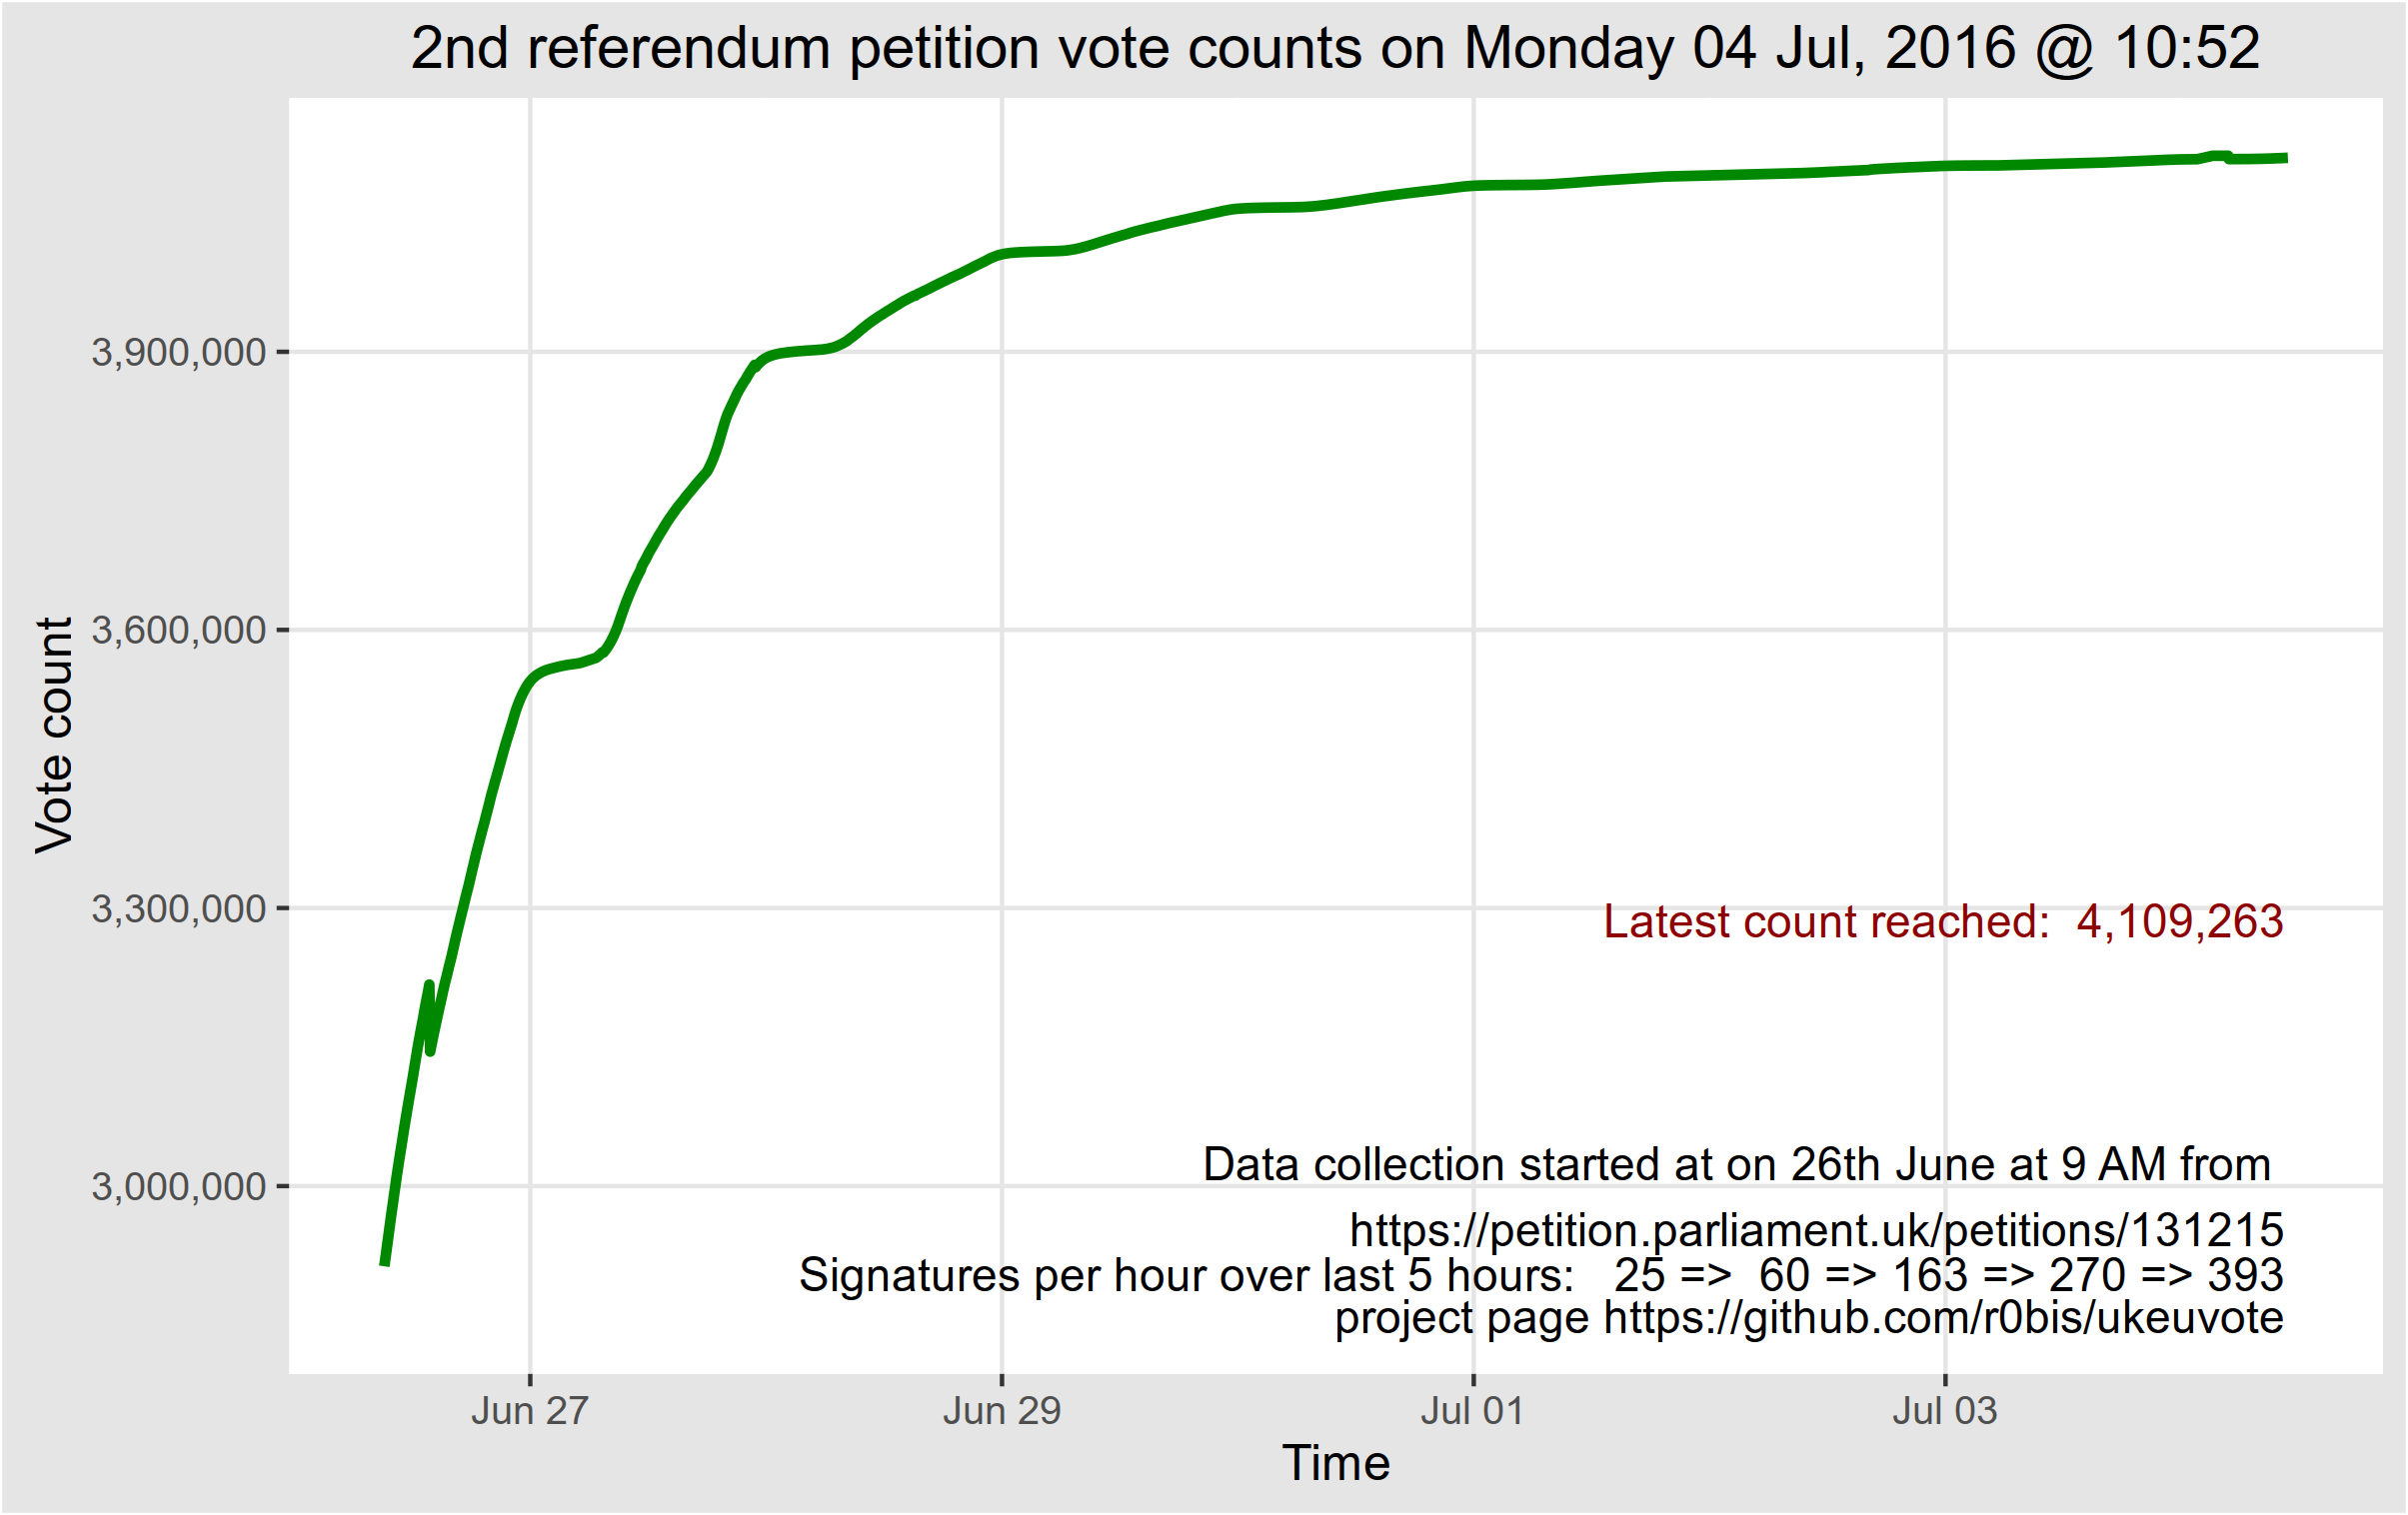 2nd referendum petition vote counts on Monday 04 Jul, 2016 @ 10:52
Vote count
3,900,000
3,600,000
3,300,000
3,000,000
Latest count reached:  4,109,263
Data collection started at on 26th June at 9 AM from
https://petition.parliament.uk/petitions/131215
Signatures per hour over last 5 hours:   25 =>  60 => 163 => 270 => 393
project page https://github.com/r0bis/ukeuvote
Jun 27
Jun 29
Jul 01
Jul 03
Time